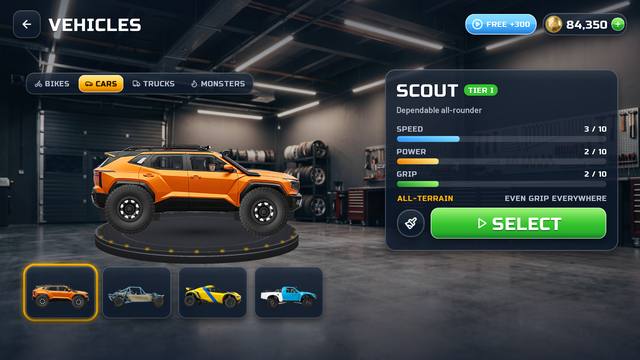 VEHICLES
FREE +300
84,350
BIKES
CARS
TRUCKS
MONSTERS
SCOUT TIER I
Dependable all-rounder
SPEED 3 / 10
POWER 2 / 10
GRIP 2 / 10
ALL-TERRAIN EVEN GRIP EVERYWHERE
SELECT